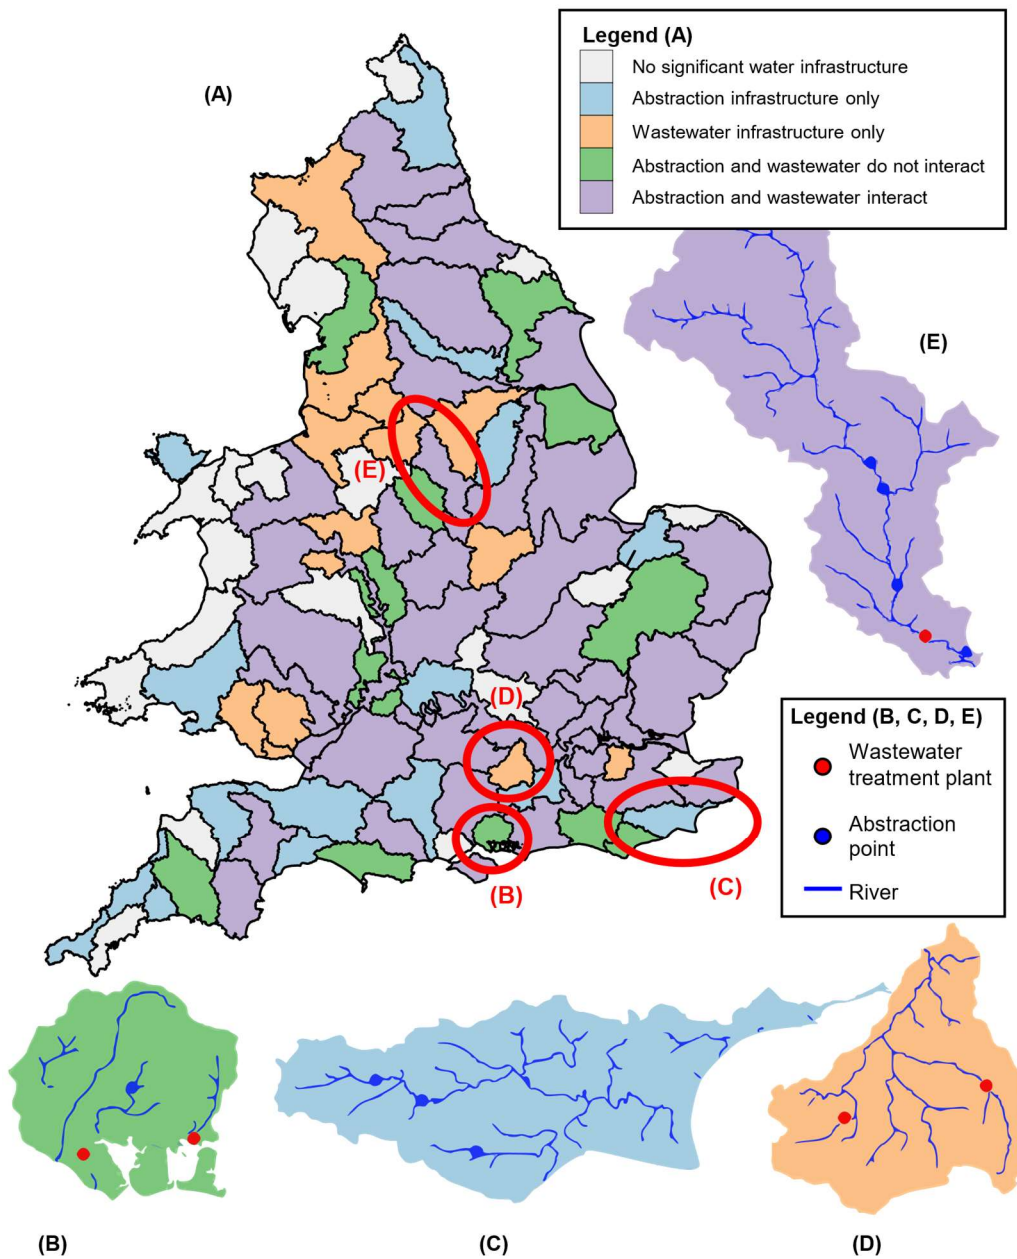 Legend (A)
No significant water infrastructure
Abstraction infrastructure only
Wastewater infrastructure only
Abstraction and wastewater do not interact
Abstraction and wastewater interact
(A)
(E)
(E)
(D)
(B)
(C)
Legend (B, C, D, E)
Wastewater
treatment plant
Abstraction
point
River
(B)
(C)
(D)